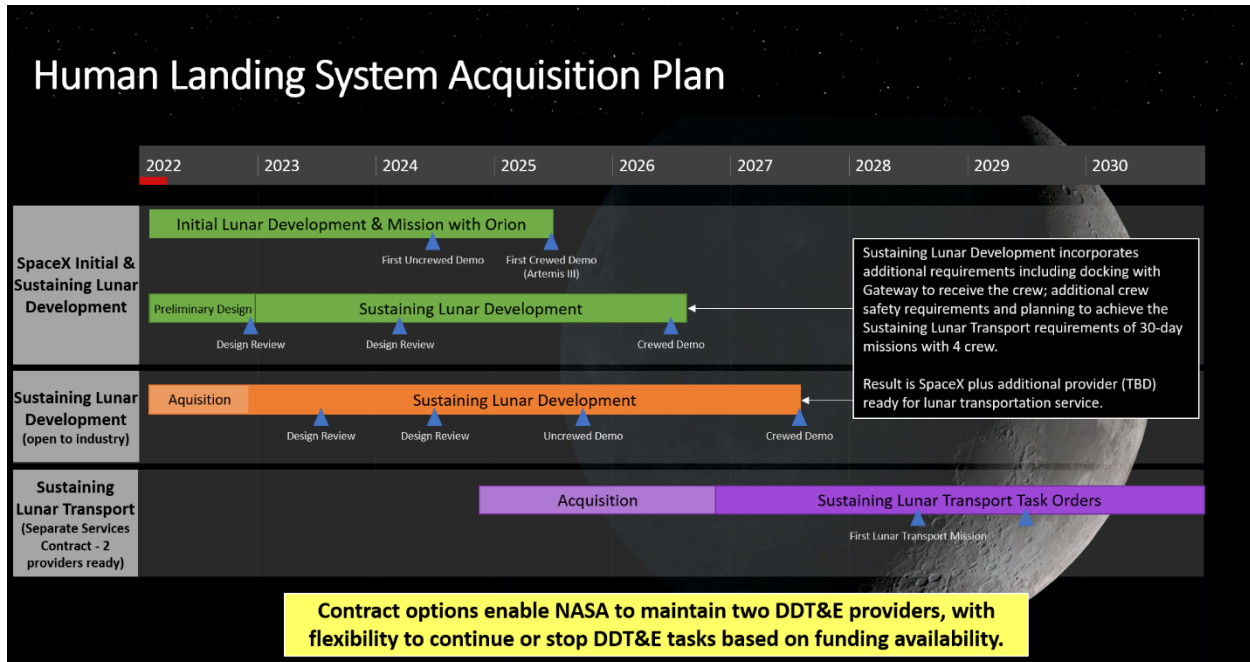 Human Landing System Acquisition Plan
2022 2023 2024 2025 2026 2027 2028 2029 2030
SpaceX Initial &
Sustaining Lunar
Development
Initial Lunar Development & Mission with Orion
First Uncrewed Demo
First Crewed Demo
(Artemis III)
Preliminary Design
Sustaining Lunar Development
Design Review
Design Review
Crewed Demo
Sustaining Lunar Development incorporates
additional requirements including docking with
Gateway to receive the crew; additional crew
safety requirements and planning to achieve the
Sustaining Lunar Transport requirements of 30-day
missions with 4 crew.
Result is SpaceX plus additional provider (TBD)
ready for lunar transportation service.
Sustaining Lunar
Development
(open to industry)
Aquisition
Sustaining Lunar Development
Design Review
Design Review
Uncrewed Demo
Crewed Demo
Sustaining
Lunar Transport
(Separate Services
Contract - 2
providers ready)
Acquisition
Sustaining Lunar Transport Task Orders
First Lunar Transport Mission
Contract options enable NASA to maintain two DDT&E providers, with
flexibility to continue or stop DDT&E tasks based on funding availability.